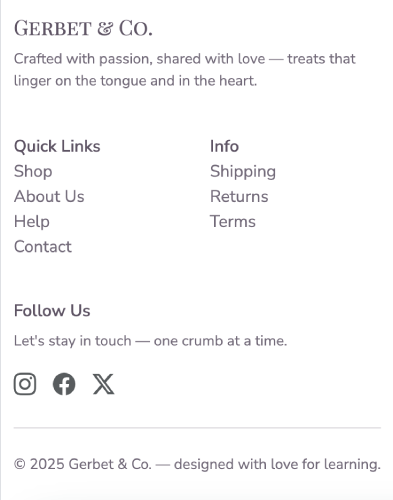 Gerbet & Co.
Crafted with passion, shared with love — treats that
linger on the tongue and in the heart.
Quick Links
Shop
About Us
Help
Contact
Info
Shipping
Returns
Terms
Follow Us
Let's stay in touch — one crumb at a time.
© 2025 Gerbet & Co. — designed with love for learning.